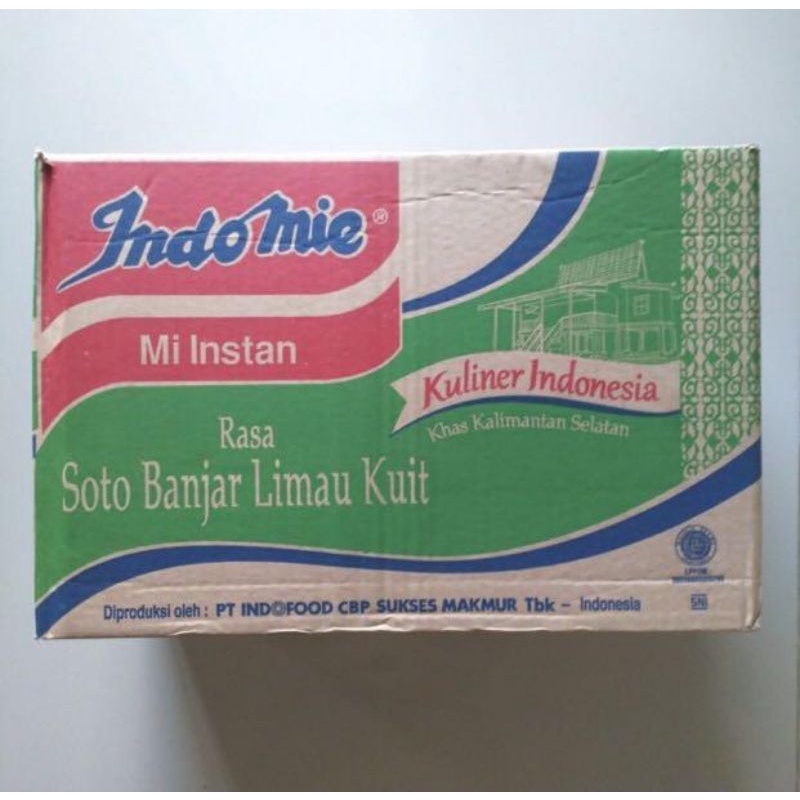 Indomie®
Mi Instan
Rasa
Soto Banjar Limau Kuit
Kuliner Indonesia
Khas Kalimantan Selatan
Diproduksi oleh : PT INDOFOOD CBP SUKSES MAKMUR Tbk – Indonesia
LPPOM
SNI